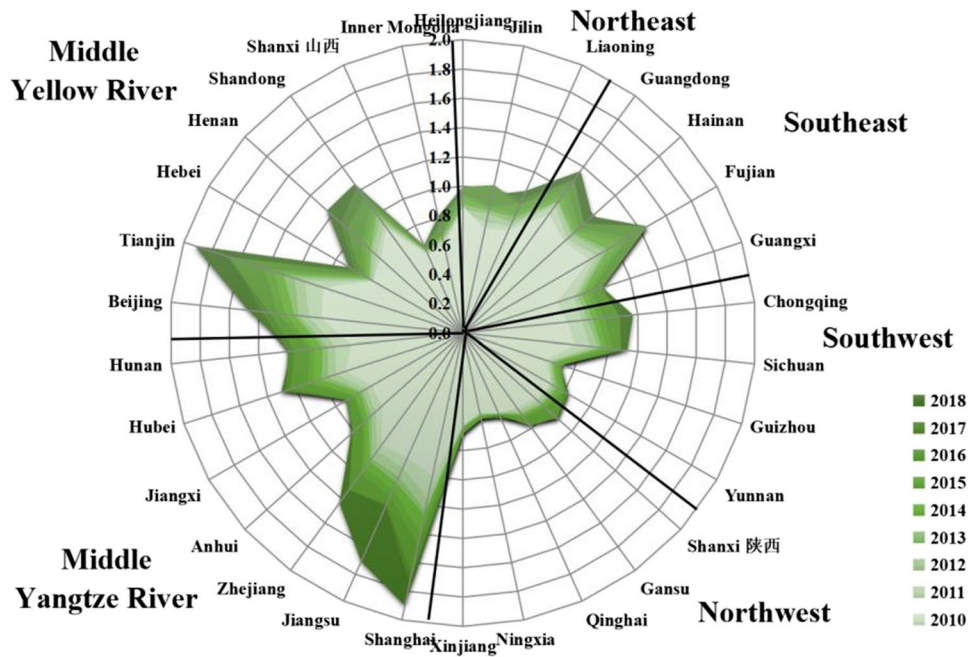 Heilongjiang
Jilin
Liaoning
Guangdong
Hainan
Fujian
Guangxi
Chongqing
Sichuan
Guizhou
Yunnan
Shanxi 陕西
Gansu
Qinghai
Ningxia
Xinjiang
Shanghai
Jiangsu
Zhejiang
Anhui
Jiangxi
Hubei
Hunan
Beijing
Tianjin
Hebei
Henan
Shandong
Shanxi 山西
Inner Mongolia
Northeast
Southeast
Southwest
Northwest
Middle
Yangtze River
Middle
Yellow River
2.0
1.8
1.6
1.4
1.2
1.0
0.8
0.6
0.4
0.2
0.0
2018
2017
2016
2015
2014
2013
2012
2011
2010